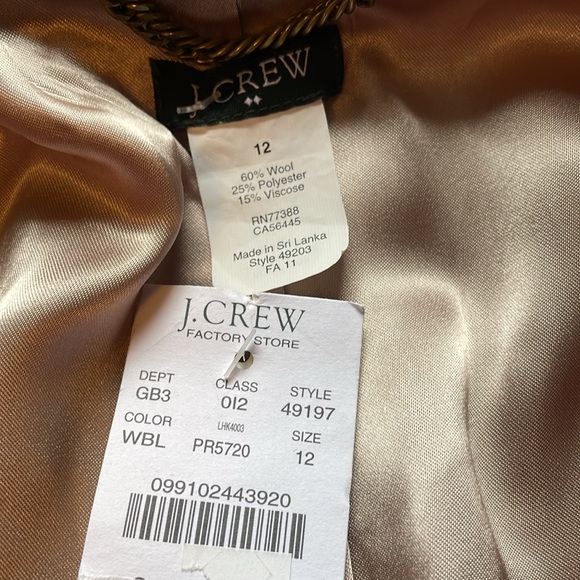 J.CREW
12
60% Wool
25% Polyester
15% Viscose
RN77388
CA56445
Made in Sri Lanka
Style 49203
FA 11
J.CREW
FACTORY STORE
DEPT CLASS STYLE
GB3 0I2 49197
COLOR LHK4003 SIZE
WBL PR5720 12
099102443920